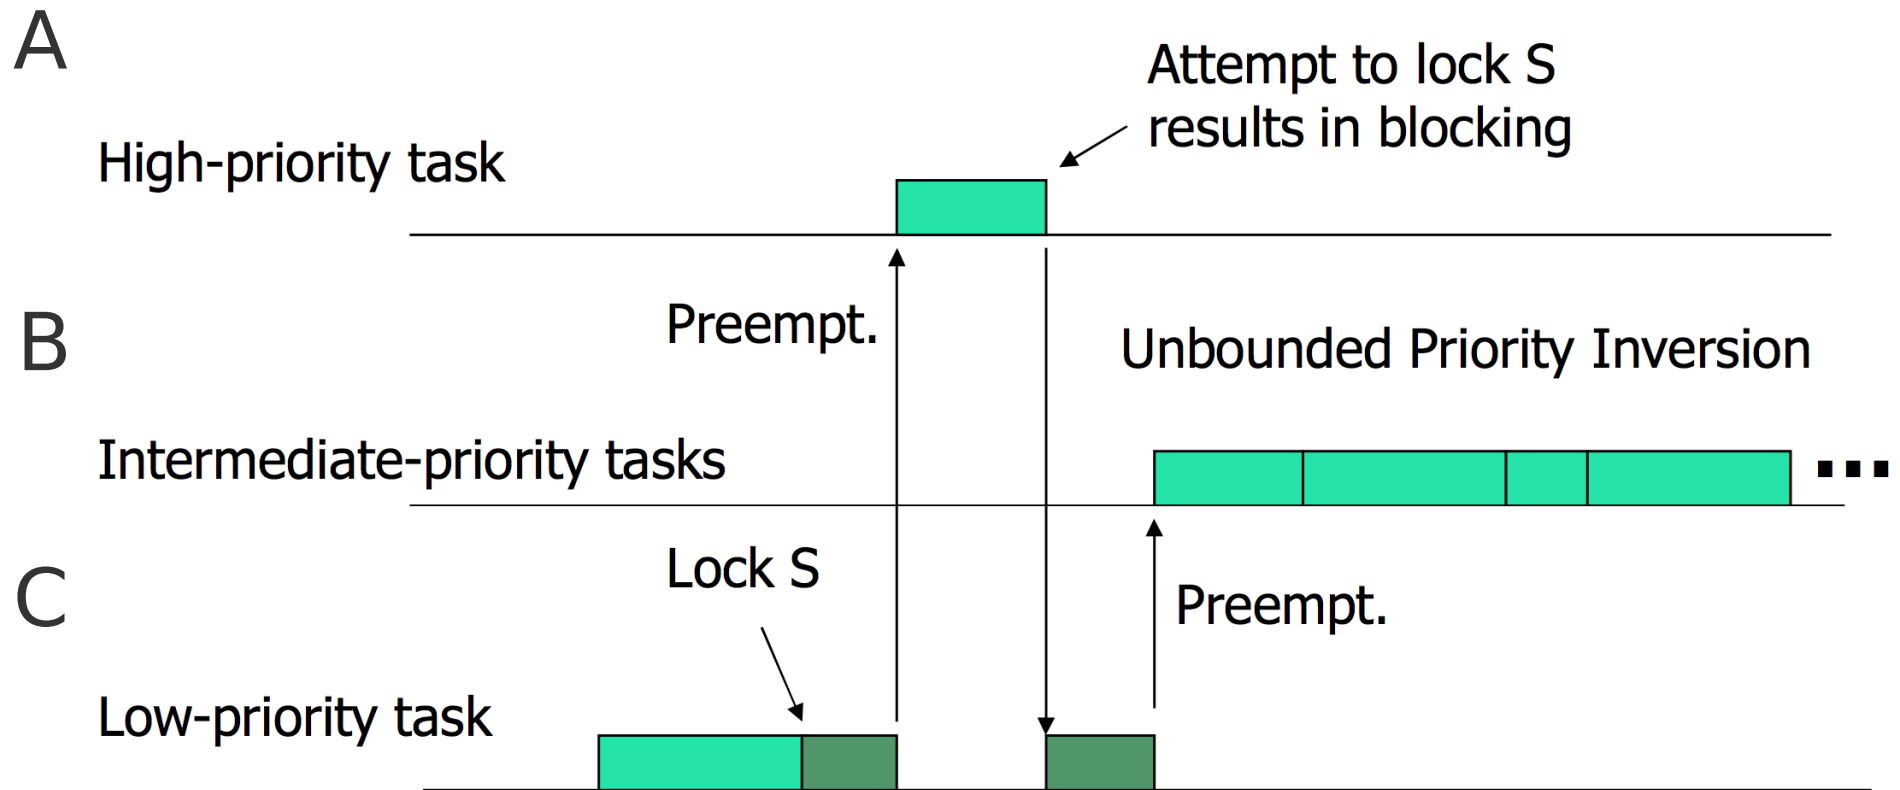 A
Attempt to lock S
results in blocking
High-priority task
Preempt.
B
Unbounded Priority Inversion
Intermediate-priority tasks
...
Lock S
C
Preempt.
Low-priority task